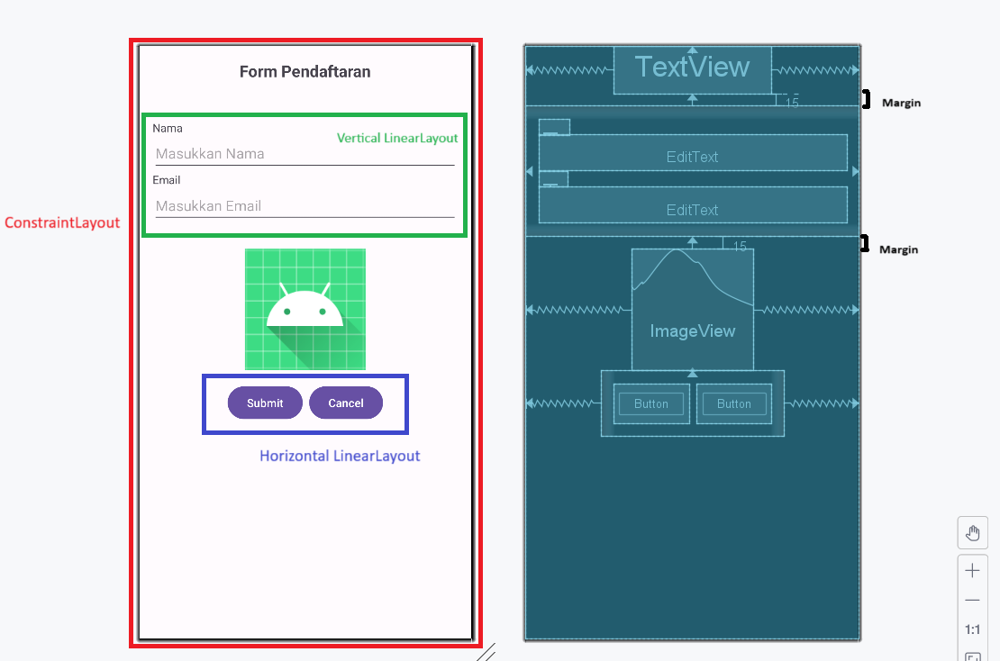 Form Pendaftaran
Nama
Vertical LinearLayout
Masukkan Nama
Email
Masukkan Email
ConstraintLayout
Submit
Cancel
Horizontal LinearLayout
TextView
15
Margin
EditText
EditText
15
Margin
ImageView
Button
Button
1:1